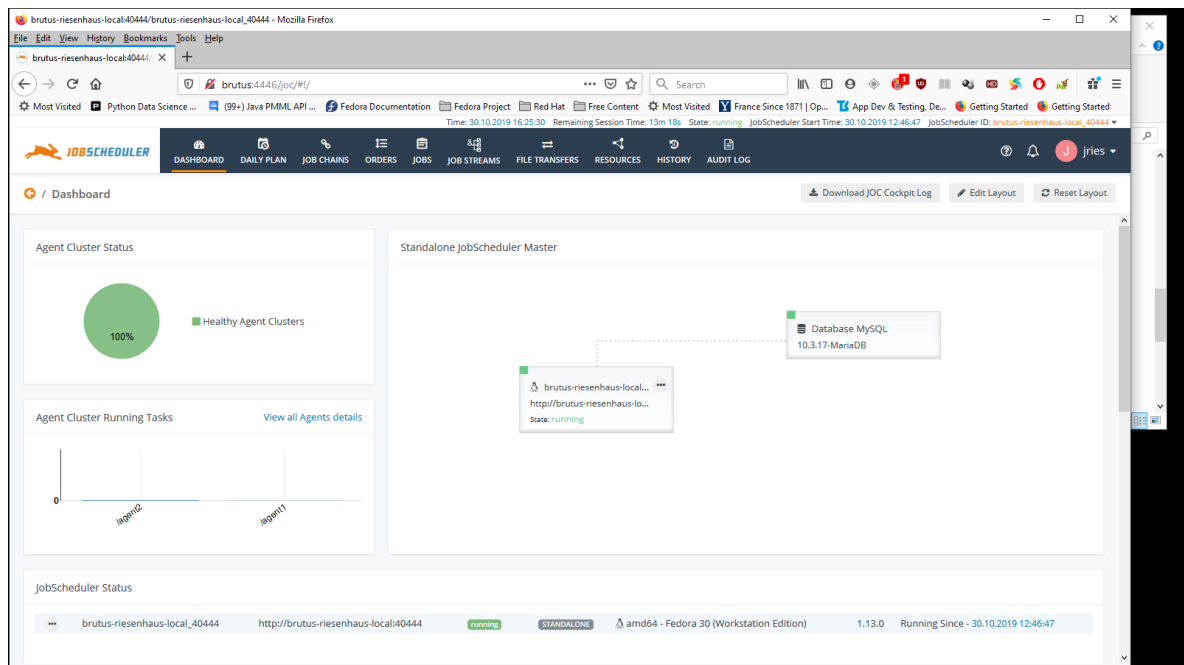 brutus-riesenhaus-local:40444/brutus-riesenhaus-local_40444 - Mozilla Firefox
File Edit View History Bookmarks Tools Help
brutus-riesenhaus-local:40444/
brutus:4446/joc/#!/
Search
Most Visited Python Data Science ... (99+) Java PMML API ... Fedora Documentation Fedora Project Red Hat Free Content Most Visited France Since 1871 | Op... App Dev & Testing, De... Getting Started Getting Started
Time: 30.10.2019 16:25:30 Remaining Session Time: 13m 18s State: running JobScheduler Start Time: 30.10.2019 12:46:47 JobScheduler ID: brutus-riesenhaus-local_40444
JOBSCHEDULER
DASHBOARD DAILY PLAN JOB CHAINS ORDERS JOBS JOB STREAMS FILE TRANSFERS RESOURCES HISTORY AUDIT LOG
J jries
/ Dashboard
Download JOC Cockpit Log Edit Layout Reset Layout
Agent Cluster Status
100%
Healthy Agent Clusters
Standalone JobScheduler Master
Database MySQL
10.3.17-MariaDB
brutus-riesenhaus-local...
http://brutus-riesenhaus-lo...
State: running
Agent Cluster Running Tasks View all Agents details
0
/agent2 /agent1
JobScheduler Status
brutus-riesenhaus-local_40444 http://brutus-riesenhaus-local:40444 running STANDALONE amd64 - Fedora 30 (Workstation Edition) 1.13.0 Running Since - 30.10.2019 12:46:47